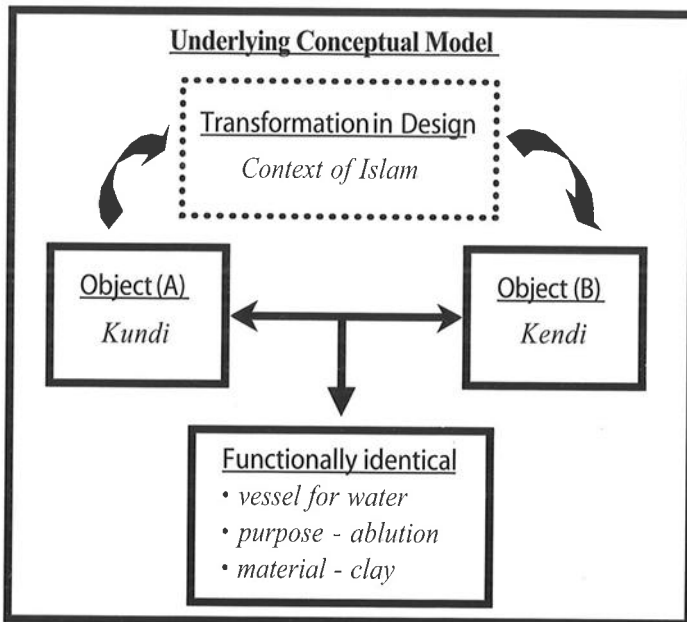 Underlying Conceptual Model
Transformation in Design
Context of Islam
Object (A)
Kundi
Object (B)
Kendi
Functionally identical
• vessel for water
• purpose - ablution
• material - clay